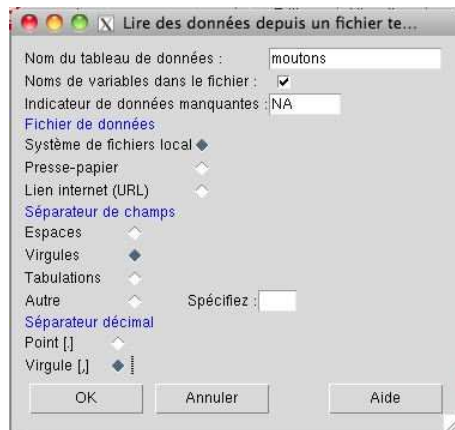 X Lire des données depuis un fichier te...
Nom du tableau de données : moutons
Noms de variables dans le fichier :
Indicateur de données manquantes : NA
Fichier de données
Système de fichiers local
Presse-papier
Lien internet (URL)
Séparateur de champs
Espaces
Virgules
Tabulations
Autre Spécifiez :
Séparateur décimal
Point [.]
Virgule [,]
OK Annuler Aide